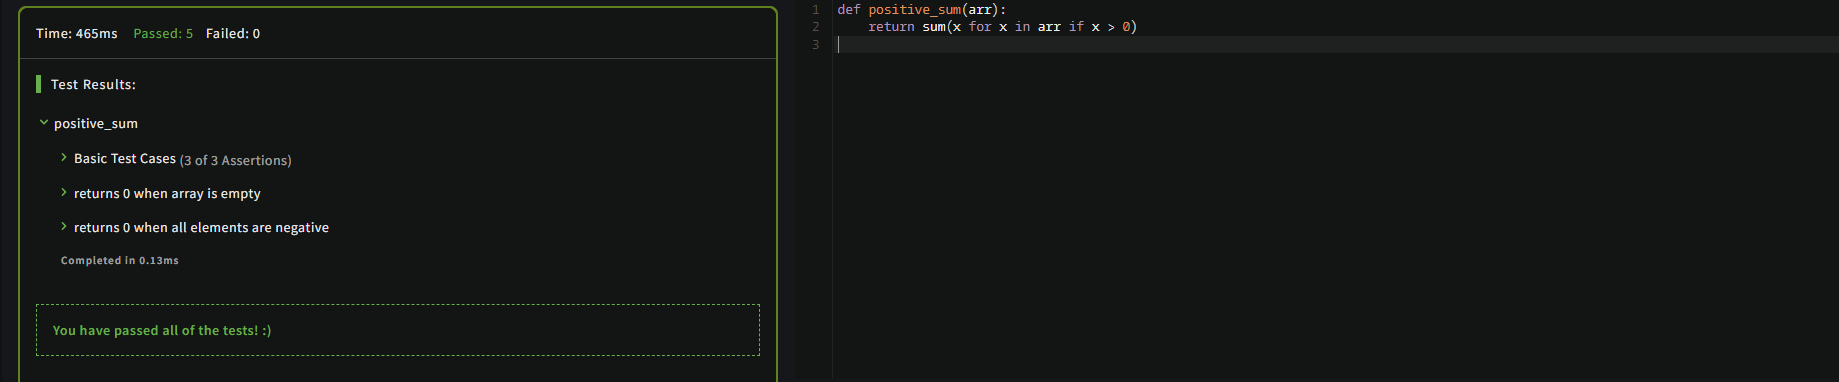 Time: 465ms Passed: 5 Failed: 0
Test Results:
positive_sum
Basic Test Cases (3 of 3 Assertions)
returns 0 when array is empty
returns 0 when all elements are negative
Completed in 0.13ms
You have passed all of the tests! :)
1 def positive_sum(arr):
2     return sum(x for x in arr if x > 0)
3